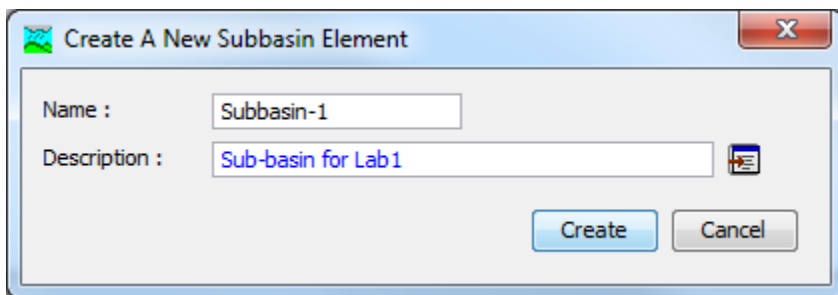 Create A New Subbasin Element
Name : Subbasin-1
Description : Sub-basin for Lab1
Create Cancel